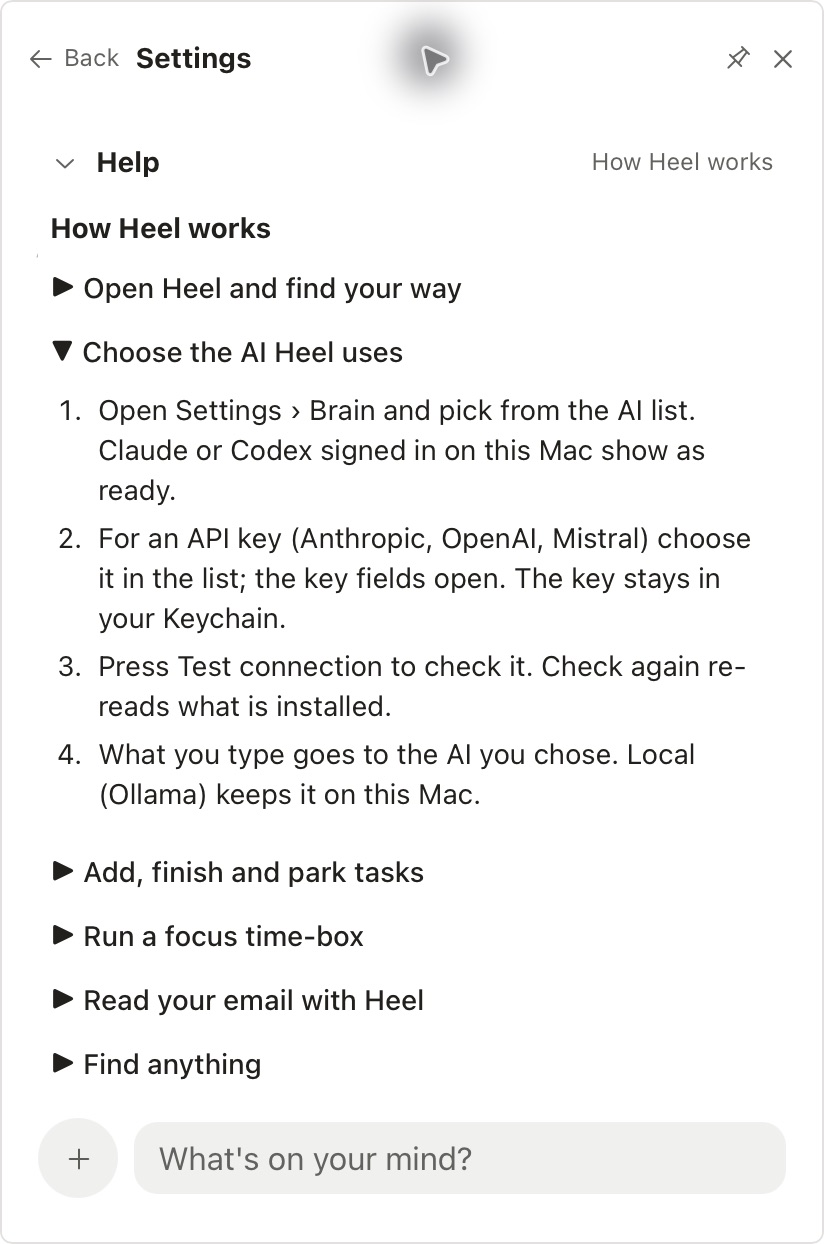 Back Settings
Help
How Heel works
How Heel works
Open Heel and find your way
Choose the AI Heel uses
1. Open Settings › Brain and pick from the AI list.
Claude or Codex signed in on this Mac show as
ready.
2. For an API key (Anthropic, OpenAI, Mistral) choose
it in the list; the key fields open. The key stays in
your Keychain.
3. Press Test connection to check it. Check again re-
reads what is installed.
4. What you type goes to the AI you chose. Local
(Ollama) keeps it on this Mac.
Add, finish and park tasks
Run a focus time-box
Read your email with Heel
Find anything
What's on your mind?